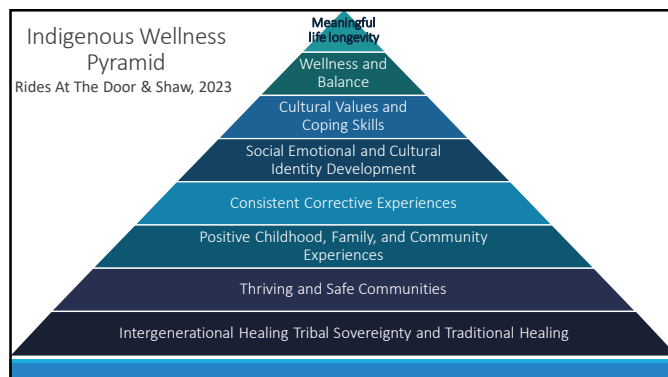 Indigenous Wellness
Pyramid
Rides At The Door & Shaw, 2023
Meaningful
life longevity
Wellness and
Balance
Cultural Values and
Coping Skills
Social Emotional and Cultural
Identity Development
Consistent Corrective Experiences
Positive Childhood, Family, and Community
Experiences
Thriving and Safe Communities
Intergenerational Healing Tribal Sovereignty and Traditional Healing